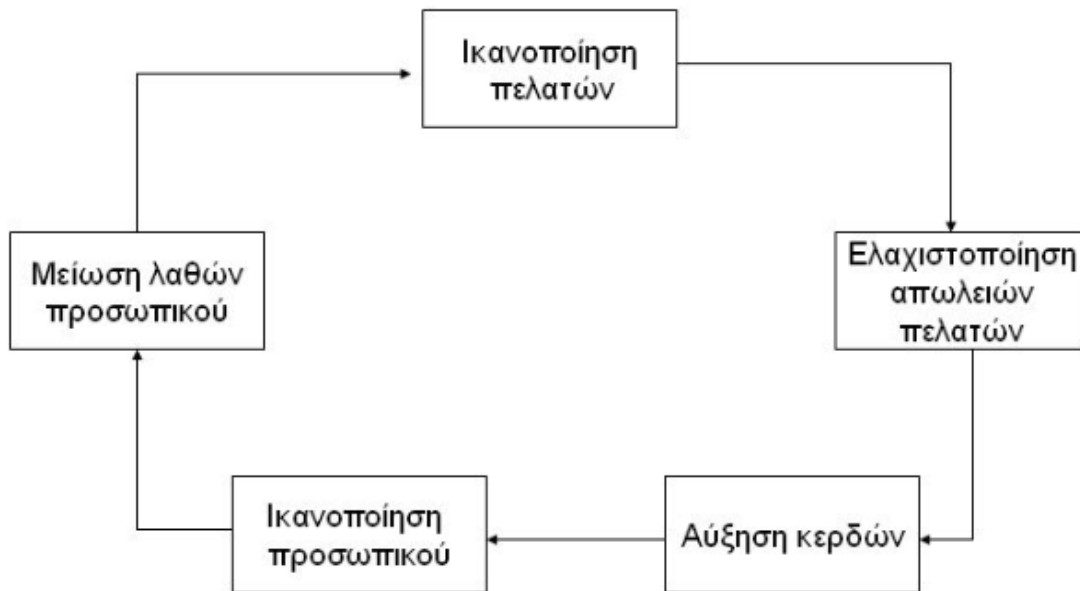 Ικανοποίηση
πελατών
Μείωση λαθών
προσωπικού
Ελαχιστοποίηση
απωλειών
πελατών
Ικανοποίηση
προσωπικού
Αύξηση κερδών